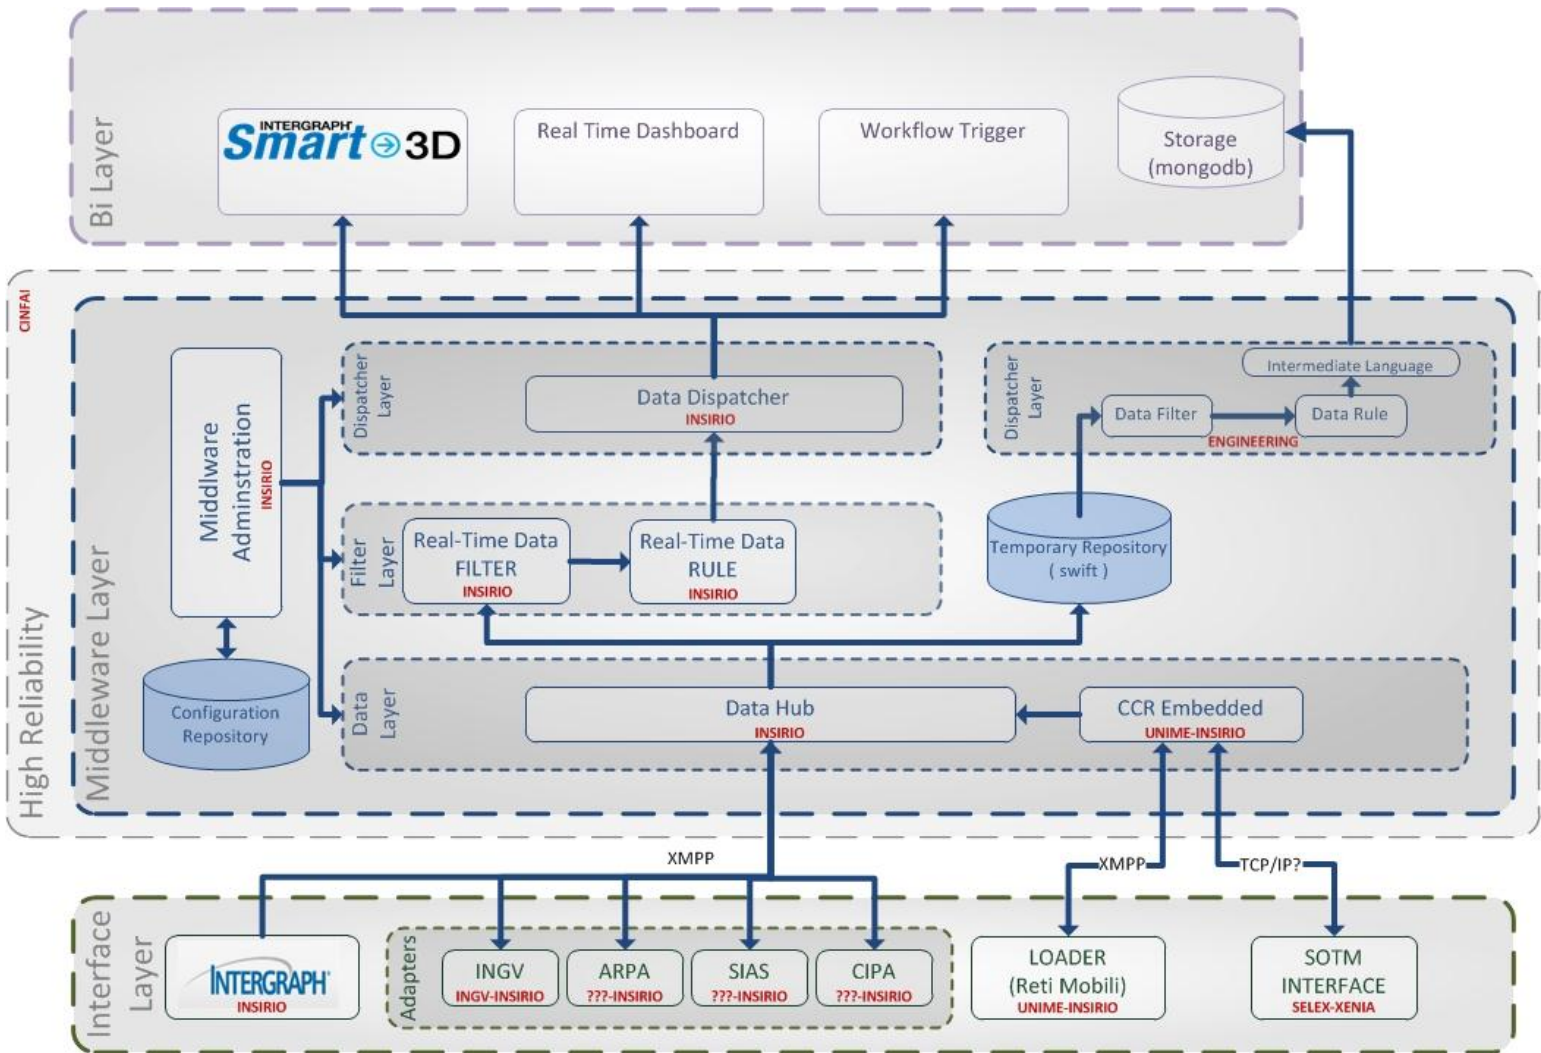 Bi Layer
INTERGRAPH
Smart 3D
Real Time Dashboard
Workflow Trigger
Storage
(mongodb)
CINFAI
High Reliability
Middleware Layer
Middlware
Adminstration
INSIRIO
Configuration
Repository
Dispatcher
Layer
Data Dispatcher
INSIRIO
Dispatcher
Layer
Intermediate Language
Data Filter
Data Rule
ENGINEERING
Filter
Layer
Real-Time Data
FILTER
INSIRIO
Real-Time Data
RULE
INSIRIO
Temporary Repository
( swift )
Data
Layer
Data Hub
INSIRIO
CCR Embedded
UNIME-INSIRIO
XMPP
XMPP
TCP/IP?
Interface
Layer
INTERGRAPH
INSIRIO
Adapters
INGV
INGV-INSIRIO
ARPA
???-INSIRIO
SIAS
???-INSIRIO
CIPA
???-INSIRIO
LOADER
(Reti Mobili)
UNIME-INSIRIO
SOTM
INTERFACE
SELEX-XENIA